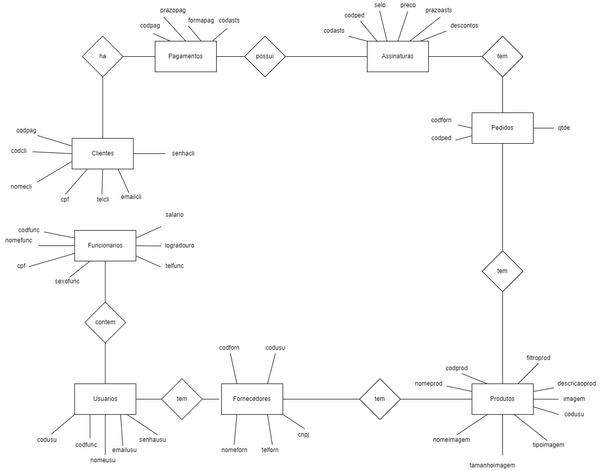 prazopag
formapag
codpag
codasts
selo
preco
prazoasts
codped
descontos
codasts
ha
Pagamentos
possui
Assinaturas
tem
codforn
codped
Pedidos
qtde
codpag
codcli
nomecli
cpf
telcli
emailcli
Clientes
senhacli
salario
codfunc
nomefunc
Funcionarios
logradouro
cpf
telfunc
sexofunc
tem
contem
codforn
codusu
filtroprod
codprod
nomeprod
descricaoprod
Usuarios
tem
Fornecedores
tem
Produtos
imagem
codusu
codusu
codfunc
nomeusu
emailusu
senhausu
nomeforn
telforn
cnpj
nomeimagem
tipoimagem
tamanhoimagem